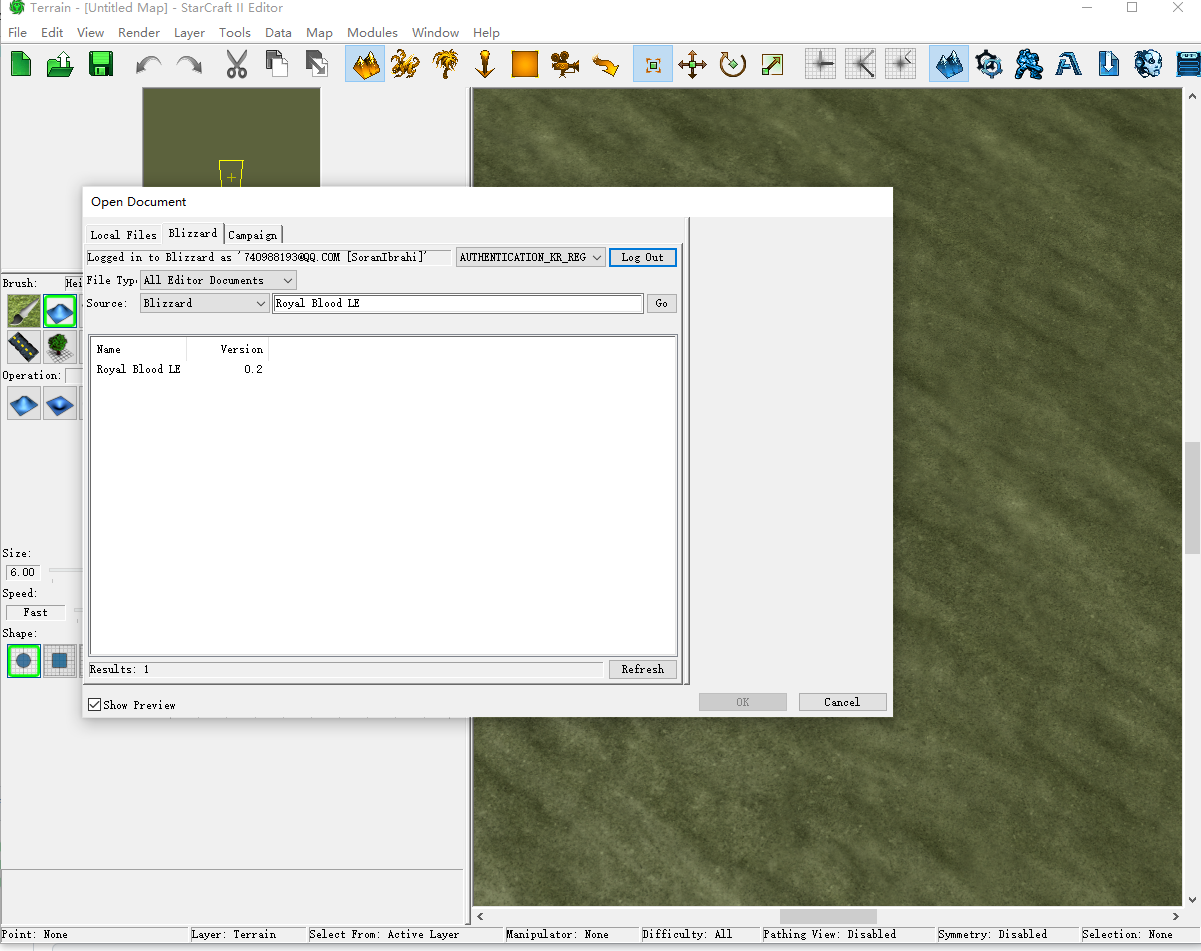 Terrain - [Untitled Map] - StarCraft II Editor
File Edit View Render Layer Tools Data Map Modules Window Help
Open Document
Local Files Blizzard Campaign
Logged in to Blizzard as '740988193@QQ.COM [SoranIbrahi]' AUTHENTICATION_KR_REG Log Out
File Typ All Editor Documents
Source: Blizzard Royal Blood LE Go
Name Version
Royal Blood LE 0.2
Results: 1 Refresh
Show Preview OK Cancel
Brush: Hei
Operation:
Size:
6.00
Speed:
Fast
Shape:
Point: None Layer: Terrain Select From: Active Layer Manipulator: None Difficulty: All Pathing View: Disabled Symmetry: Disabled Selection: None